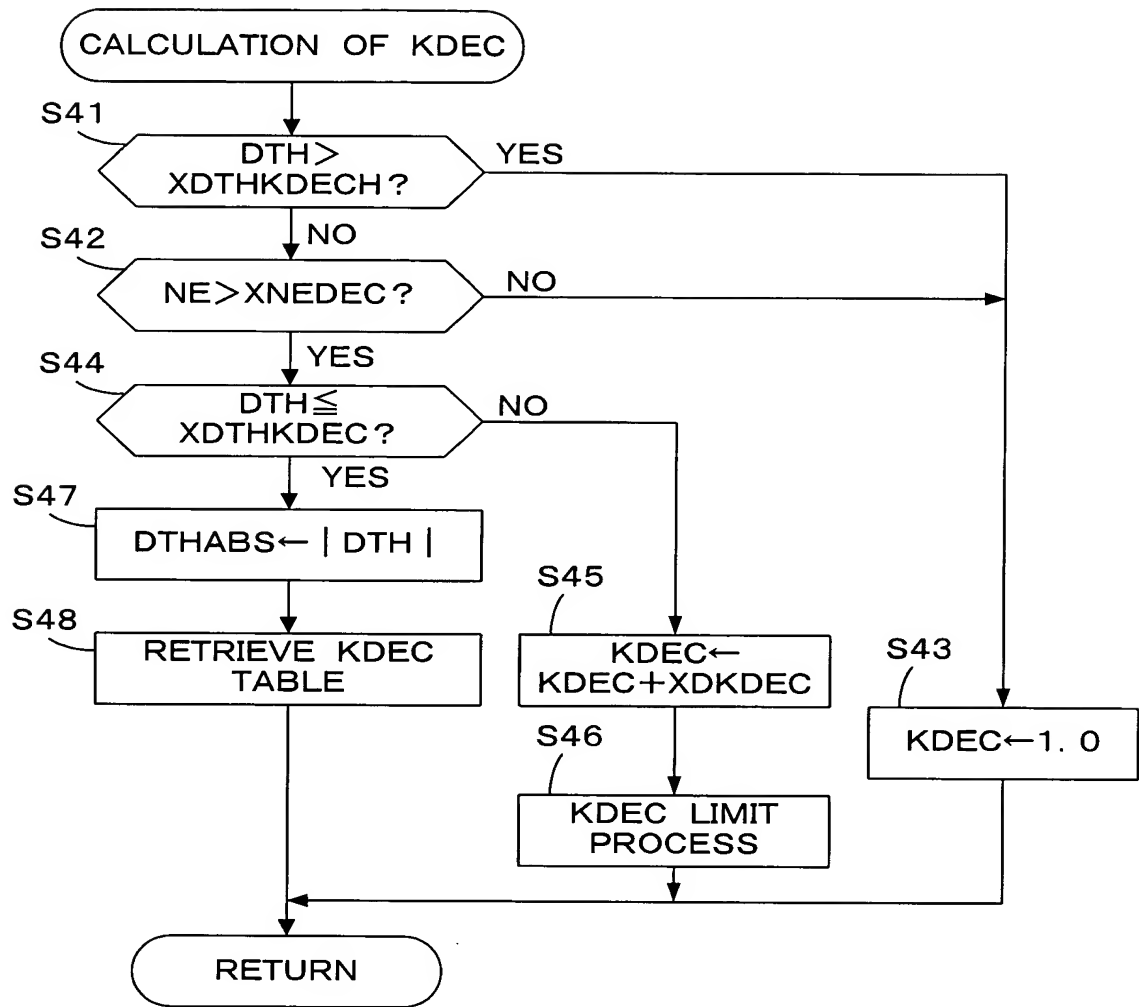 CALCULATION OF KDEC
S41
DTH>
XDTHKDECH?
YES
NO
S42
NE>XNEDEC?
NO
YES
S44
DTH≦
XDTHKDEC?
NO
YES
S47
DTHABS←|DTH|
S48
RETRIEVE KDEC
TABLE
S45
KDEC←
KDEC+XDKDEC
S46
KDEC LIMIT
PROCESS
S43
KDEC←1.0
RETURN